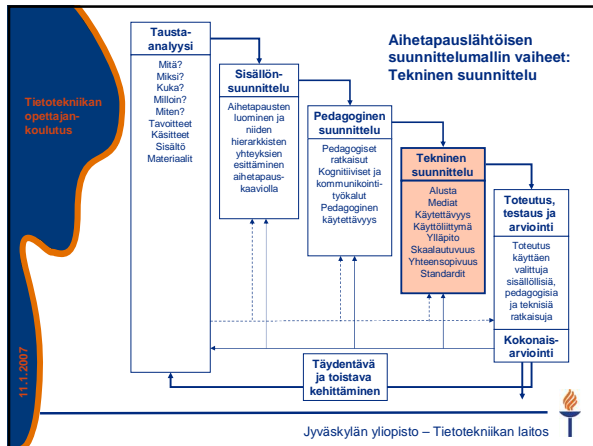 Aihetapauslähtöisen
suunnittelumallin vaiheet:
Tekninen suunnittelu
Tietotekniikan
opettajan-
koulutus
11.1.2007
Tausta-
analyysi
Mitä?
Miksi?
Kuka?
Milloin?
Miten?
Tavoitteet
Käsitteet
Sisältö
Materiaalit
Sisällön-
suunnittelu
Aihetapausten
luominen ja
niiden
hierarkkisten
yhteyksien
esittäminen
aihetapaus-
kaaviolla
Pedagoginen
suunnittelu
Pedagogiset
ratkaisut
Kognitiiviset ja
kommunikointi-
työkalut
Pedagoginen
käytettävyys
Tekninen
suunnittelu
Alusta
Mediat
Käytettävyys
Käyttöliittymä
Ylläpito
Skaalautuvuus
Yhteensopivuus
Standardit
Toteutus,
testaus ja
arviointi
Toteutus
käyttäen
valittuja
sisällöllisiä,
pedagogisia
ja teknisiä
ratkaisuja
Kokonais-
arviointi
Täydentävä
ja toistava
kehittäminen
Jyväskylän yliopisto – Tietotekniikan laitos